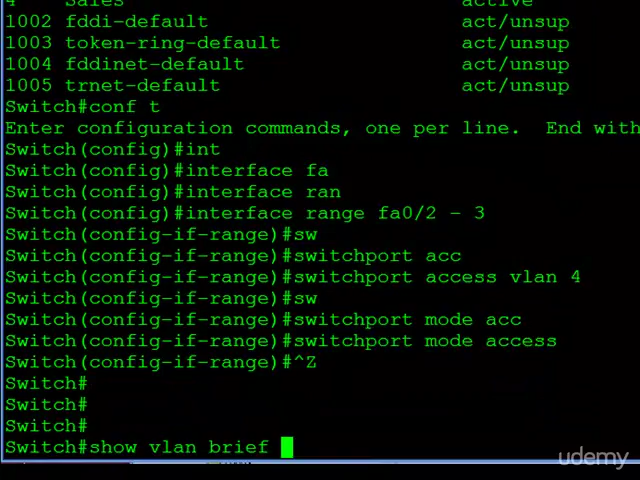 4    Sales                            active
1002 fddi-default                     act/unsup
1003 token-ring-default               act/unsup
1004 fddinet-default                  act/unsup
1005 trnet-default                    act/unsup
Switch#conf t
Enter configuration commands, one per line.  End with
Switch(config)#int
Switch(config)#interface fa
Switch(config)#interface ran
Switch(config)#interface range fa0/2 - 3
Switch(config-if-range)#sw
Switch(config-if-range)#switchport acc
Switch(config-if-range)#switchport access vlan 4
Switch(config-if-range)#sw
Switch(config-if-range)#switchport mode acc
Switch(config-if-range)#switchport mode access
Switch(config-if-range)#^Z
Switch#
Switch#
Switch#
Switch#show vlan brief
udemy